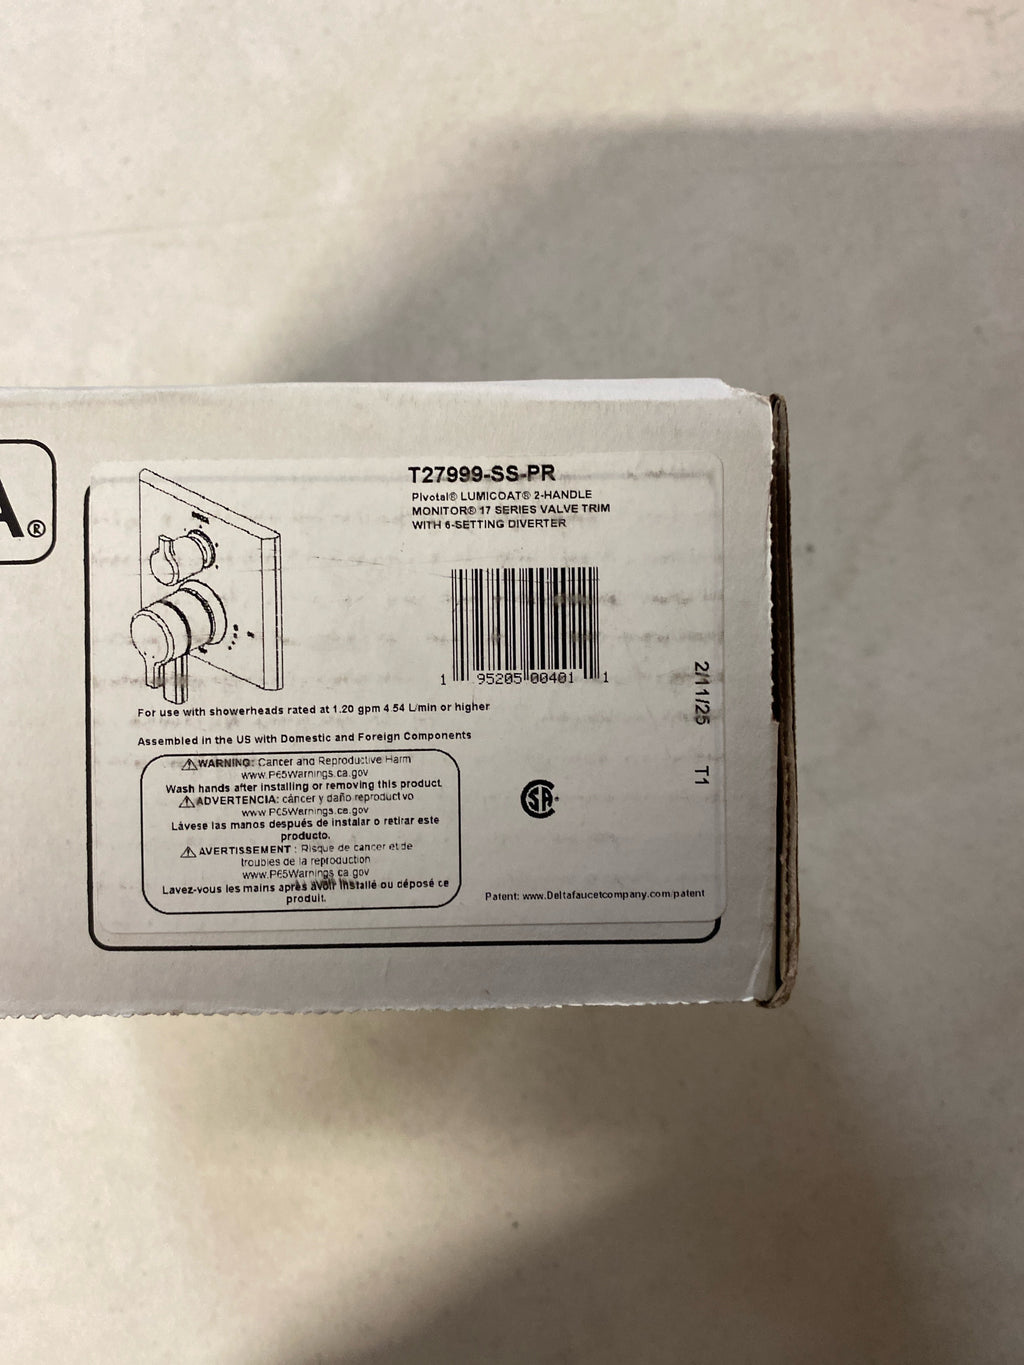 A®
T27999-SS-PR
Pivotal® LUMICOAT® 2-HANDLE
MONITOR® 17 SERIES VALVE TRIM
WITH 6-SETTING DIVERTER
1 95205 00401 1
2/11/25 T1
For use with showerheads rated at 1.20 gpm 4 54 L/min or higher
Assembled in the US with Domestic and Foreign Components
⚠WARNING: Cancer and Reproductive Harm
www.P65Warnings.ca.gov
Wash hands after installing or removing this product
⚠ADVERTENCIA: cáncer y daño reproductivo
www P65Warnings.ca.gov
Lávese las manos después de instalar o retirar este
producto.
⚠AVERTISSEMENT : Risque de cancer et de
troubles de la reproduction
www.P65Warnings ca gov
Lavez-vous les mains après avoir installé ou déposé ce
produit.
SA
Patent: www.Deltafaucetcompany.com/patent